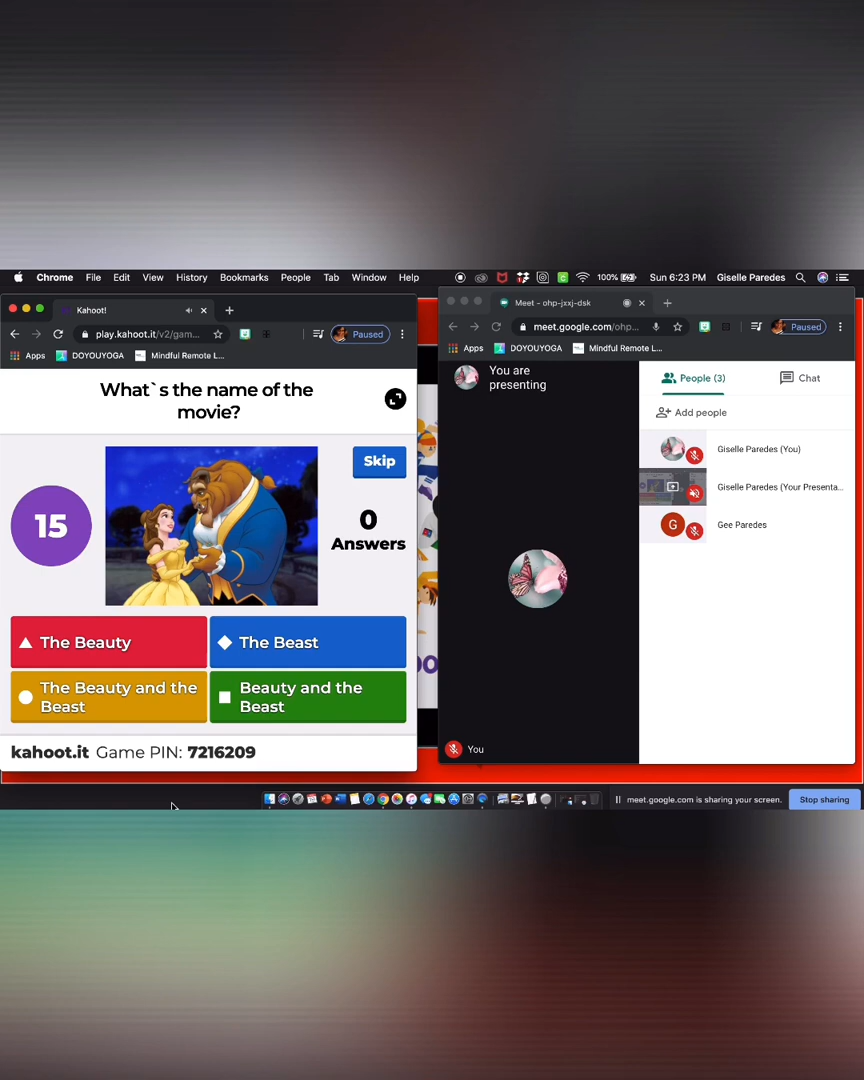 Chrome File Edit View History Bookmarks People Tab Window Help 100% Sun 6:23 PM Giselle Paredes
Kahoot!
play.kahoot.it/v2/gam... Paused
Apps DOYOUYOGA Mindful Remote L...
What`s the name of the
movie?
Skip
15
0
Answers
The Beauty
The Beast
The Beauty and the
Beast
Beauty and the
Beast
kahoot.it Game PIN: 7216209
Meet - ohp-jxxj-dsk
meet.google.com/ohp... Paused
Apps DOYOUYOGA Mindful Remote L...
You are
presenting
People (3) Chat
Add people
Giselle Paredes (You)
Giselle Paredes (Your Presenta...
G Gee Paredes
You
meet.google.com is sharing your screen. Stop sharing